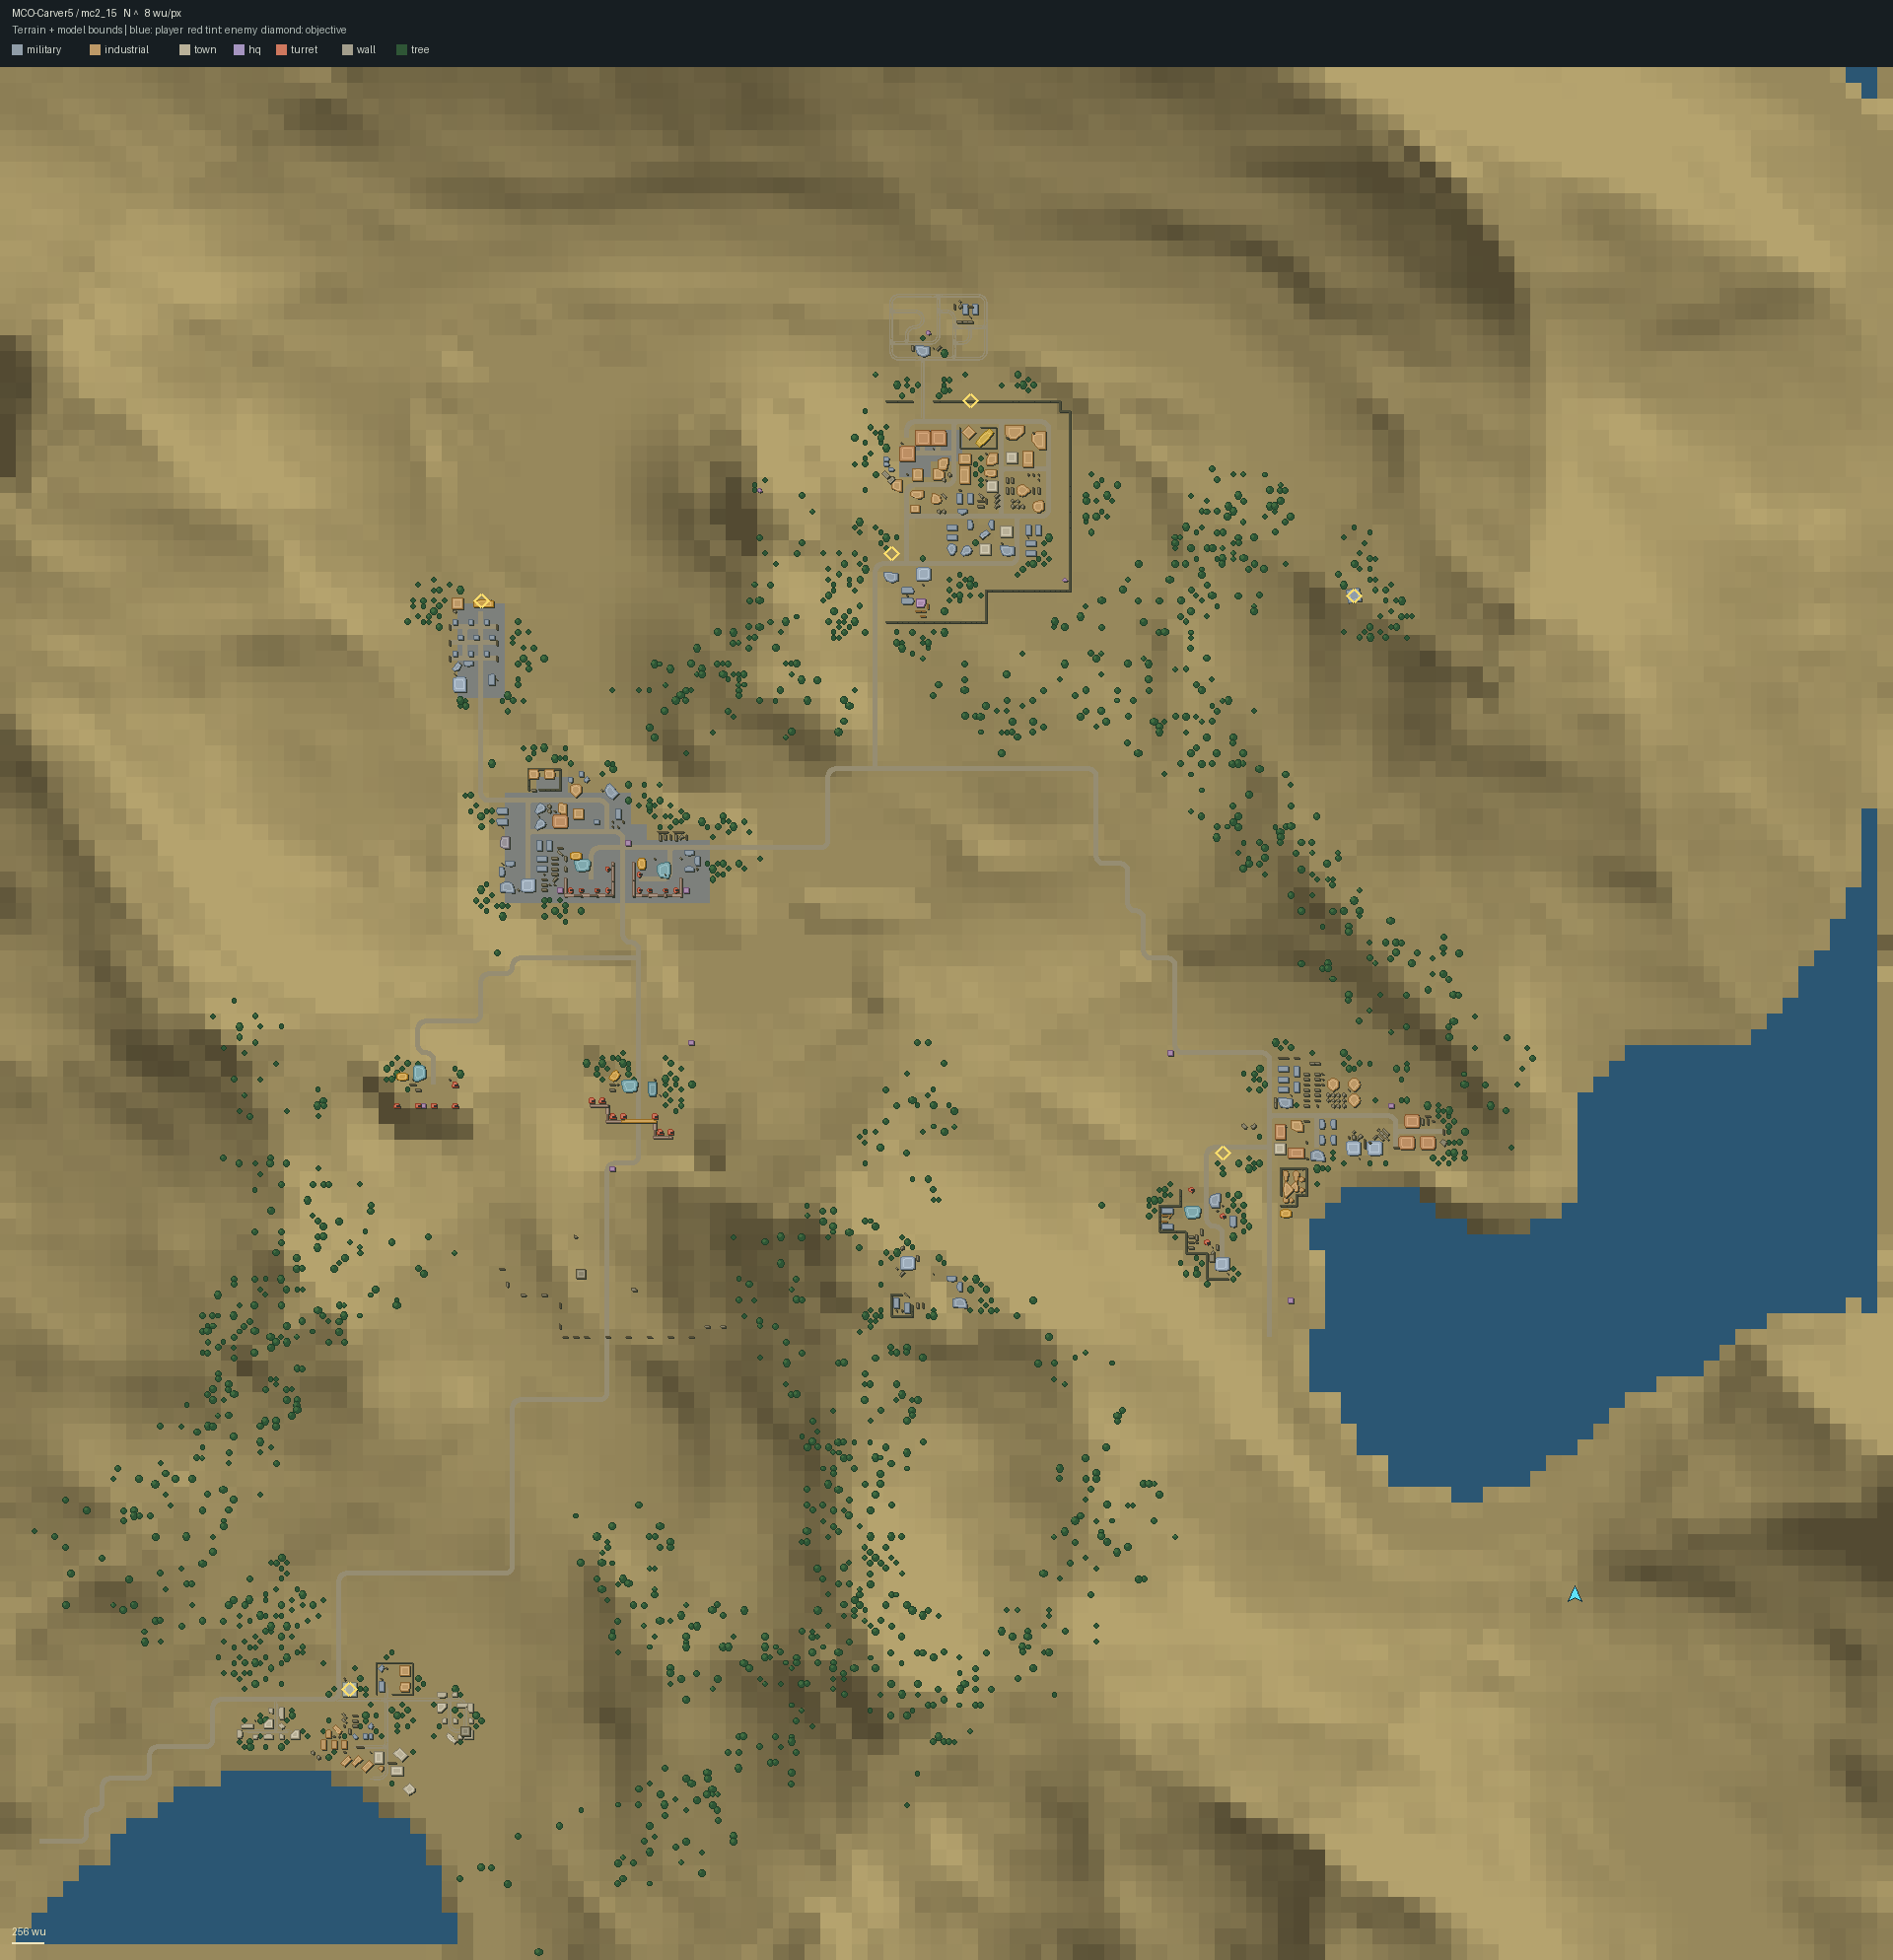 MCO-Carver5 / mc2_15 N ^ 8 wu/px
Terrain + model bounds | blue: player red tint: enemy diamond: objective
military industrial town hq turret wall tree
256 wu